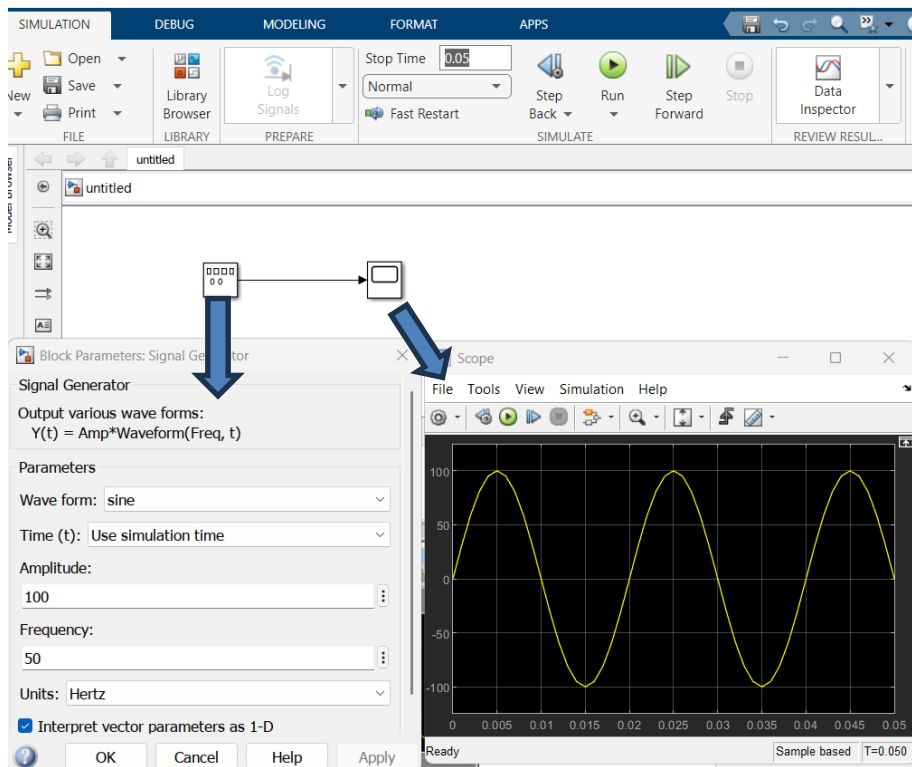 SIMULATION DEBUG MODELING FORMAT APPS
New
Open
Save
Print
FILE
Library
Browser
LIBRARY
Log
Signals
PREPARE
Stop Time 0.05
Normal
Fast Restart
Step
Back
Run
Step
Forward
Stop
SIMULATE
Data
Inspector
REVIEW RESUL...
untitled
untitled
Block Parameters: Signal Ge tor
Signal Generator
Output various wave forms:
Y(t) = Amp*Waveform(Freq, t)
Parameters
Wave form: sine
Time (t): Use simulation time
Amplitude:
100
Frequency:
50
Units: Hertz
Interpret vector parameters as 1-D
OK Cancel Help Apply
Scope
File Tools View Simulation Help
100
50
0
-50
-100
0 0.005 0.01 0.015 0.02 0.025 0.03 0.035 0.04 0.045 0.05
Ready
Sample based T=0.050